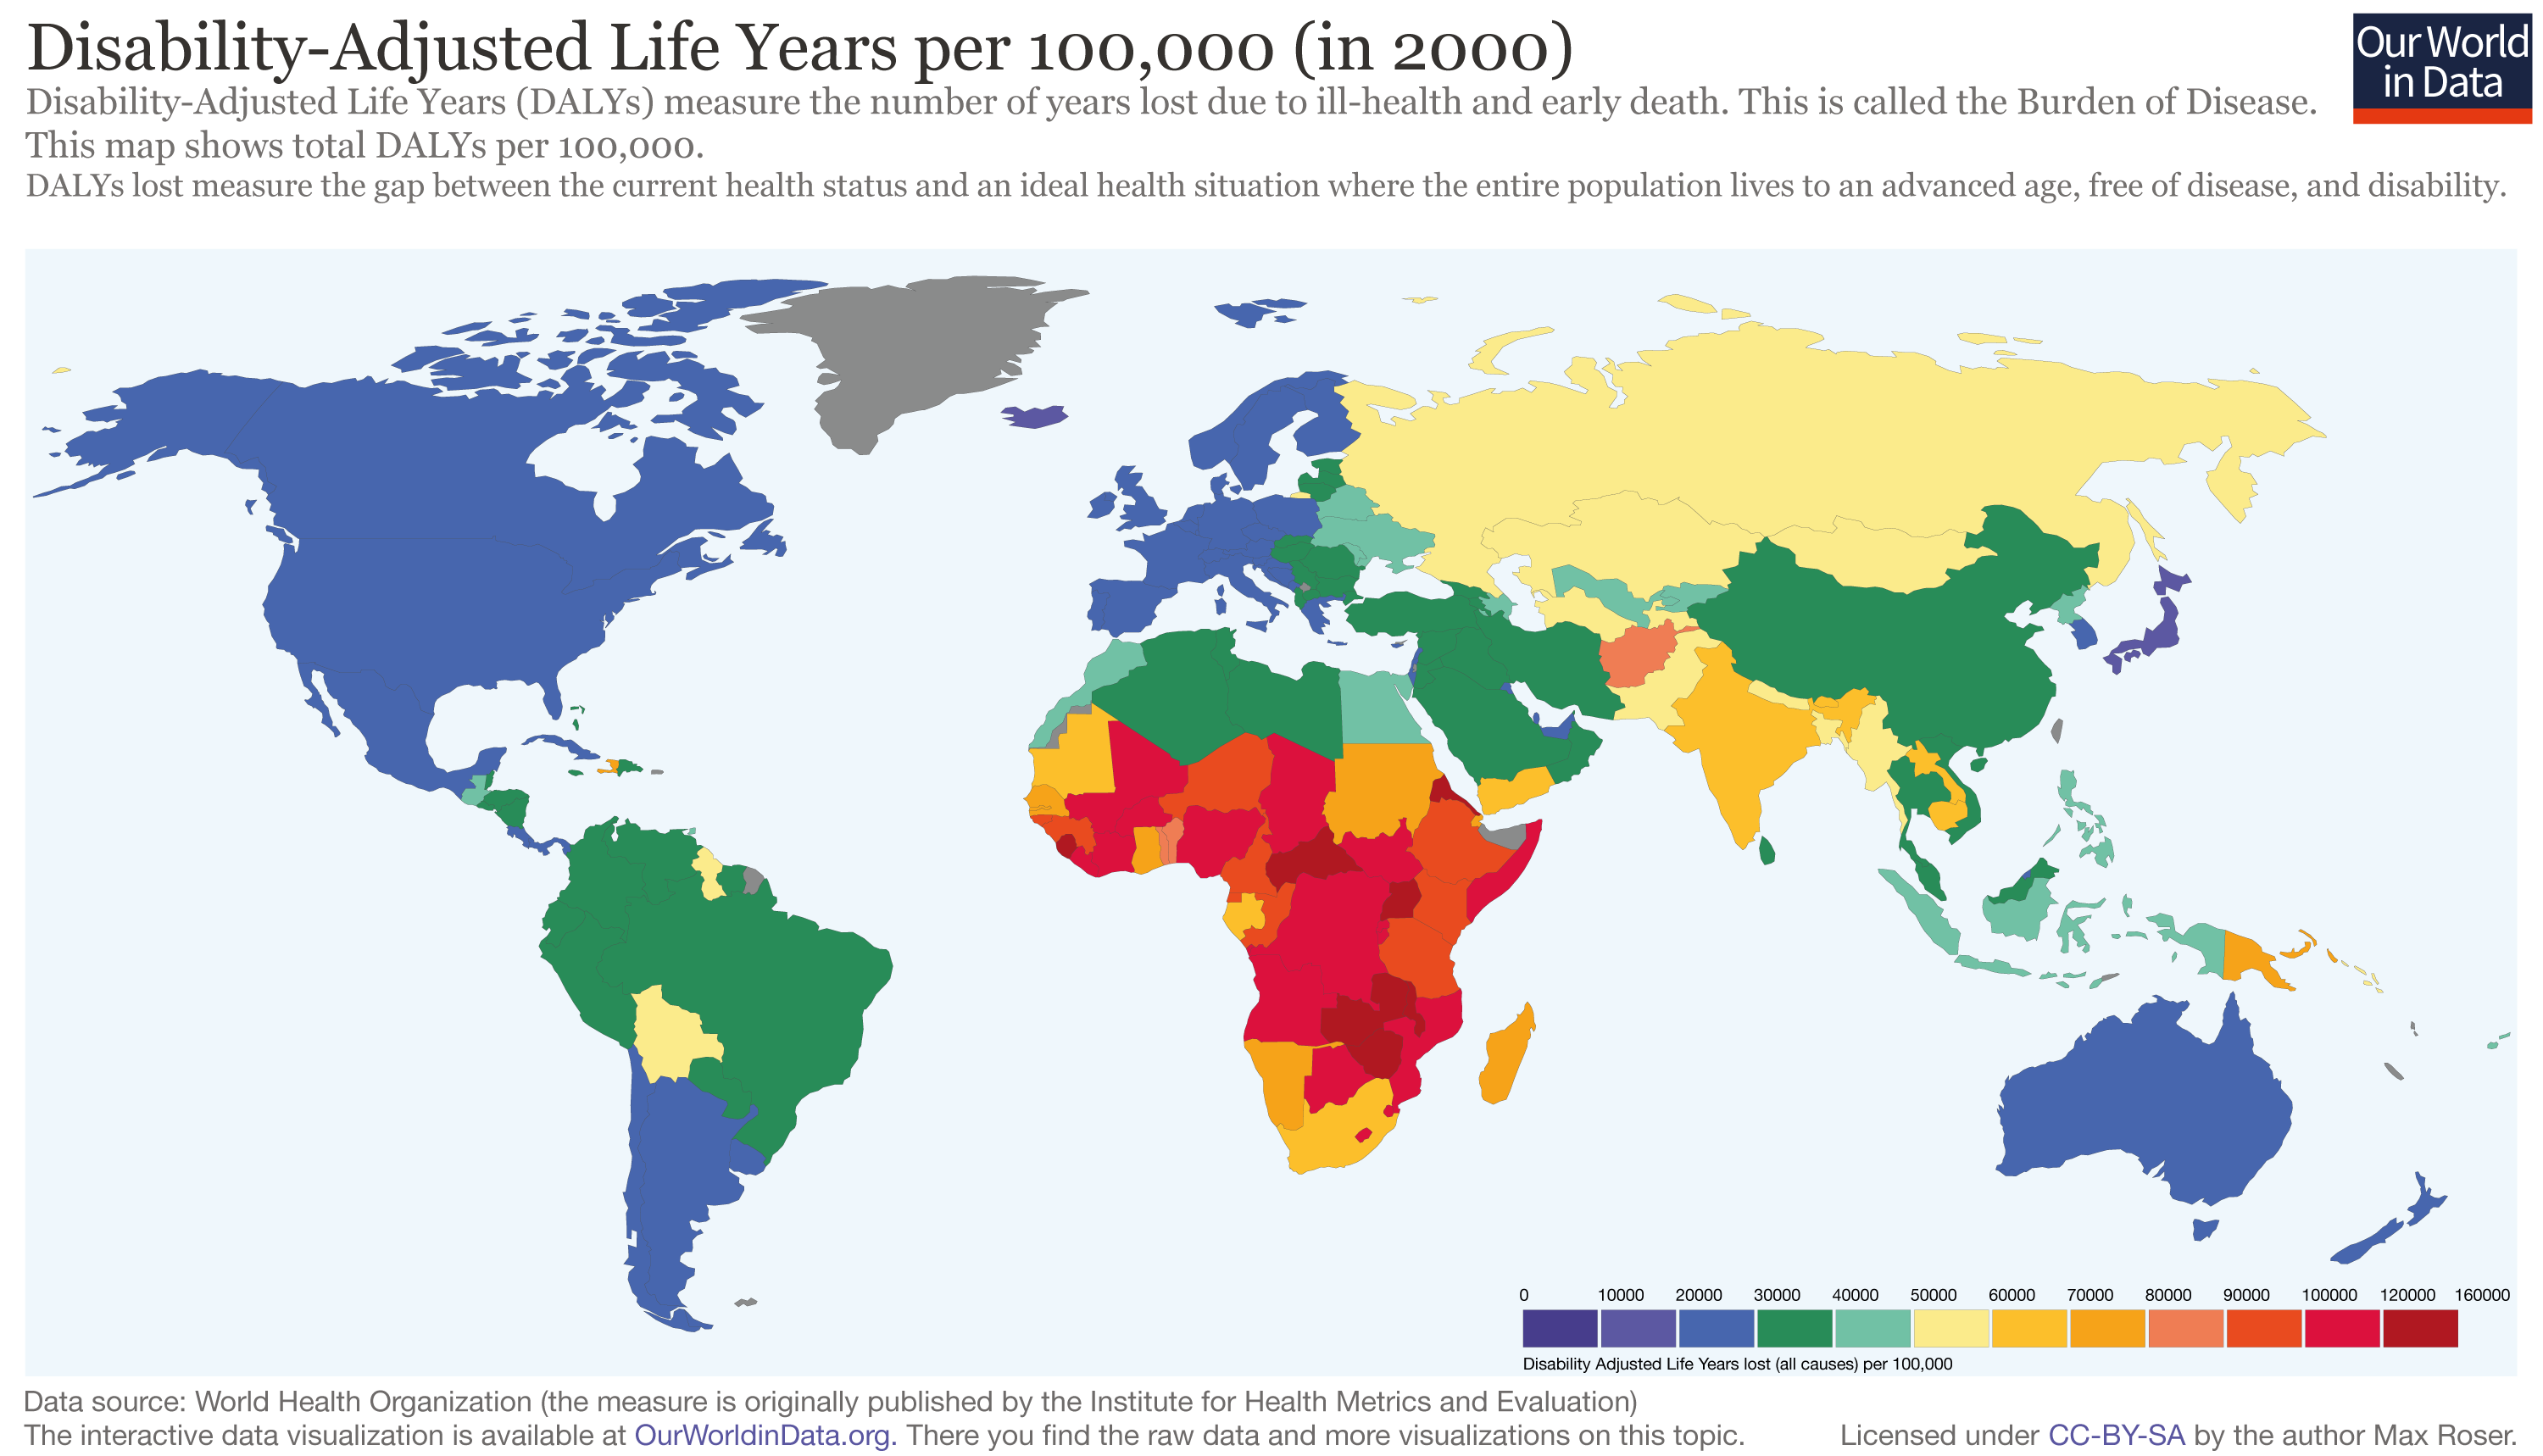 Disability-Adjusted Life Years per 100,000 (in 2000)
Our World
in Data
Disability-Adjusted Life Years (DALYs) measure the number of years lost due to ill-health and early death. This is called the Burden of Disease.
This map shows total DALYs per 100,000.
DALYs lost measure the gap between the current health status and an ideal health situation where the entire population lives to an advanced age, free of disease, and disability.
0 10000 20000 30000 40000 50000 60000 70000 80000 90000 100000 120000 160000
Disability Adjusted Life Years lost (all causes) per 100,000
Data source: World Health Organization (the measure is originally published by the Institute for Health Metrics and Evaluation)
The interactive data visualization is available at OurWorldinData.org. There you find the raw data and more visualizations on this topic.
Licensed under CC-BY-SA by the author Max Roser.